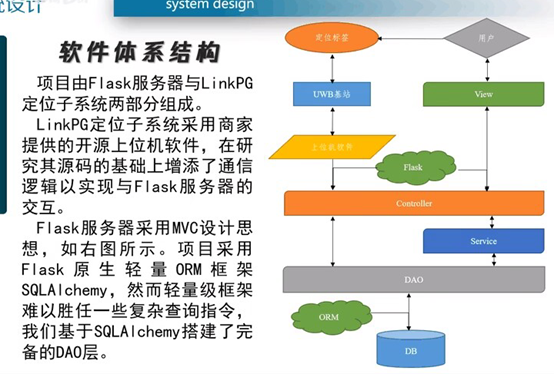 设计
system design
软件体系结构
项目由Flask服务器与LinkPG
定位子系统两部分组成。
LinkPG定位子系统采用商家
提供的开源上位机软件，在研
究其源码的基础上增添了通信
逻辑以实现与Flask服务器的
交互。
Flask服务器采用MVC设计思
想，如右图所示。项目采用
Flask原生轻量ORM框架
SQLAlchemy，然而轻量级框架
难以胜任一些复杂查询指令，
我们基于SQLAlchemy搭建了完
备的DAO层。
定位标签
用户
UWB基站
View
上位机软件
Flask
Controller
Service
DAO
ORM
DB